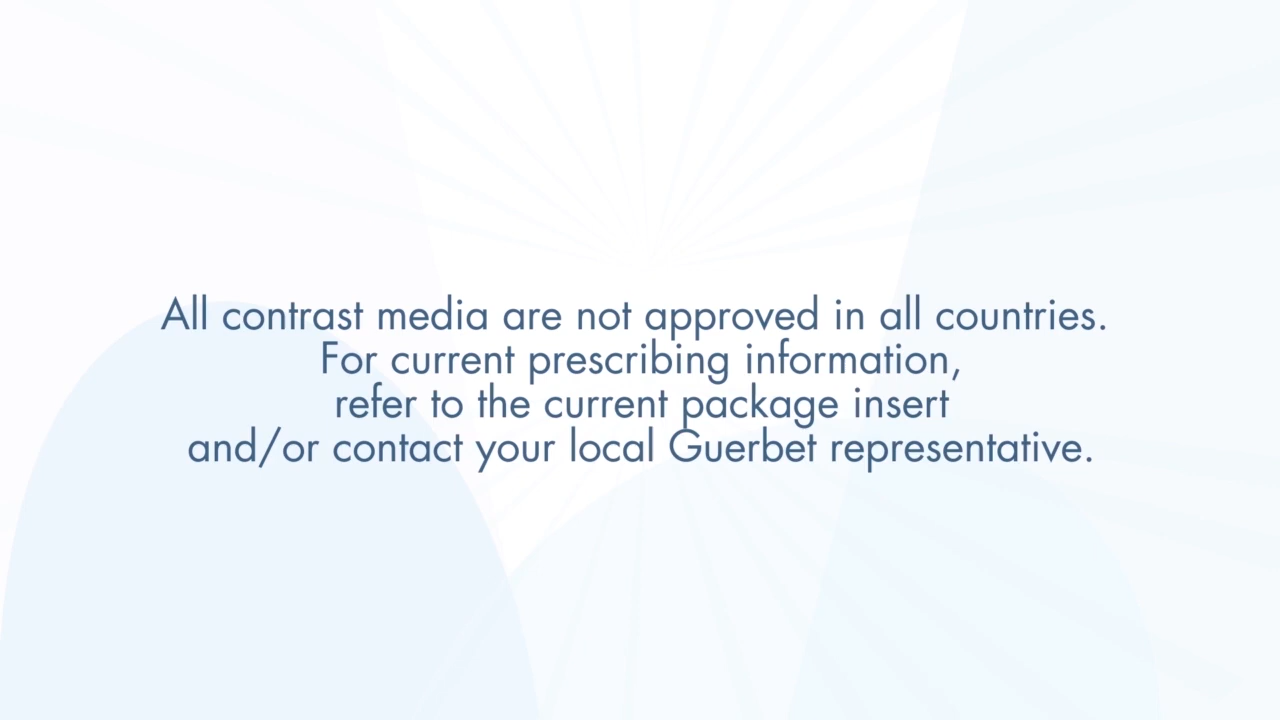 All contrast media are not approved in all countries.
For current prescribing information,
refer to the current package insert
and/or contact your local Guerbet representative.